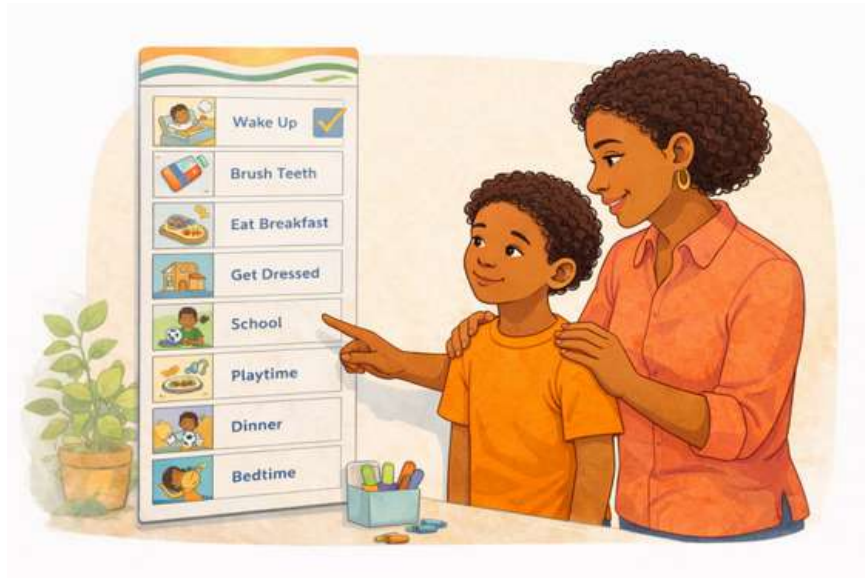 Wake Up
Brush Teeth
Eat Breakfast
Get Dressed
School
Playtime
Dinner
Bedtime